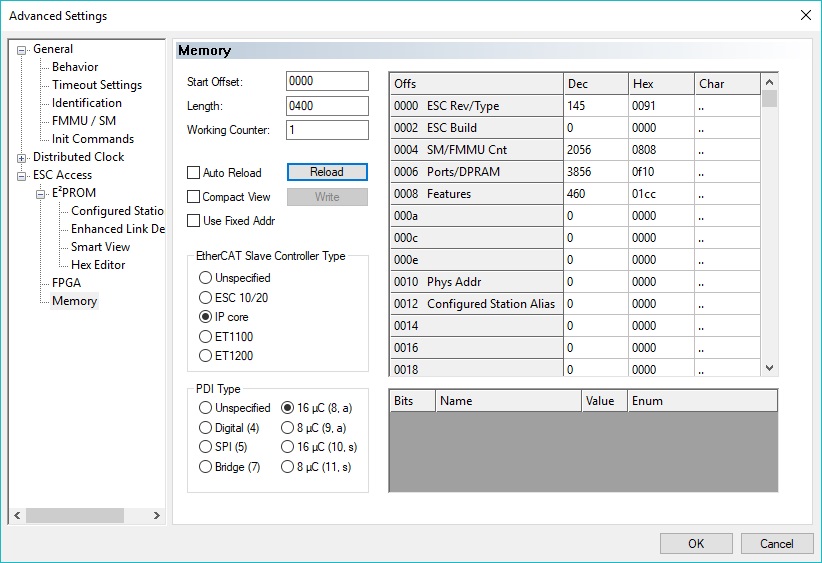 Advanced Settings
General
Behavior
Timeout Settings
Identification
FMMU / SM
Init Commands
Distributed Clock
ESC Access
E²PROM
Configured Statio
Enhanced Link De
Smart View
Hex Editor
FPGA
Memory
Memory
Start Offset: 0000
Length: 0400
Working Counter: 1
Auto Reload Reload
Compact View Write
Use Fixed Addr
EtherCAT Slave Controller Type
Unspecified
ESC 10/20
IP core
ET1100
ET1200
PDI Type
Unspecified 16 µC (8, a)
Digital (4) 8 µC (9, a)
SPI (5) 16 µC (10, s)
Bridge (7) 8 µC (11, s)
Offs Dec Hex Char
0000 ESC Rev/Type 145 0091 ..
0002 ESC Build 0 0000 ..
0004 SM/FMMU Cnt 2056 0808 ..
0006 Ports/DPRAM 3856 0f10 ..
0008 Features 460 01cc ..
000a 0 0000 ..
000c 0 0000 ..
000e 0 0000 ..
0010 Phys Addr 0 0000 ..
0012 Configured Station Alias 0 0000 ..
0014 0 0000 ..
0016 0 0000 ..
0018 0 0000 ..
Bits Name Value Enum
OK Cancel